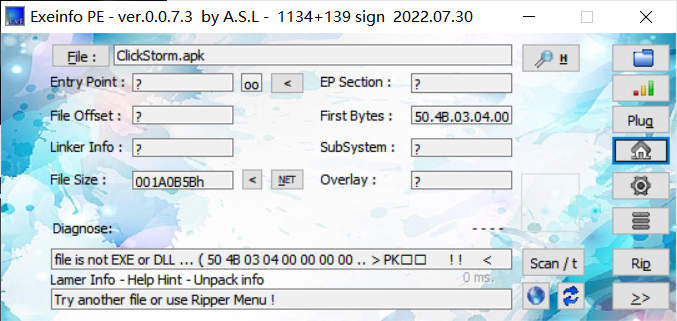 Exeinfo PE - ver.0.0.7.3 by A.S.L - 1134+139 sign 2022.07.30
File : ClickStorm.apk H
Entry Point : ? oo < EP Section : ?
File Offset : ? First Bytes : 50.4B.03.04.00 Plug
Linker Info : ? SubSystem : ?
File Size : 001A0B5Bh < NET Overlay : ?
Diagnose: ----
file is not EXE or DLL ... ( 50 4B 03 04 00 00 00 00 .. > PK□□ !! < Scan / t Rip
Lamer Info - Help Hint - Unpack info 0 ms.
Try another file or use Ripper Menu ! >>